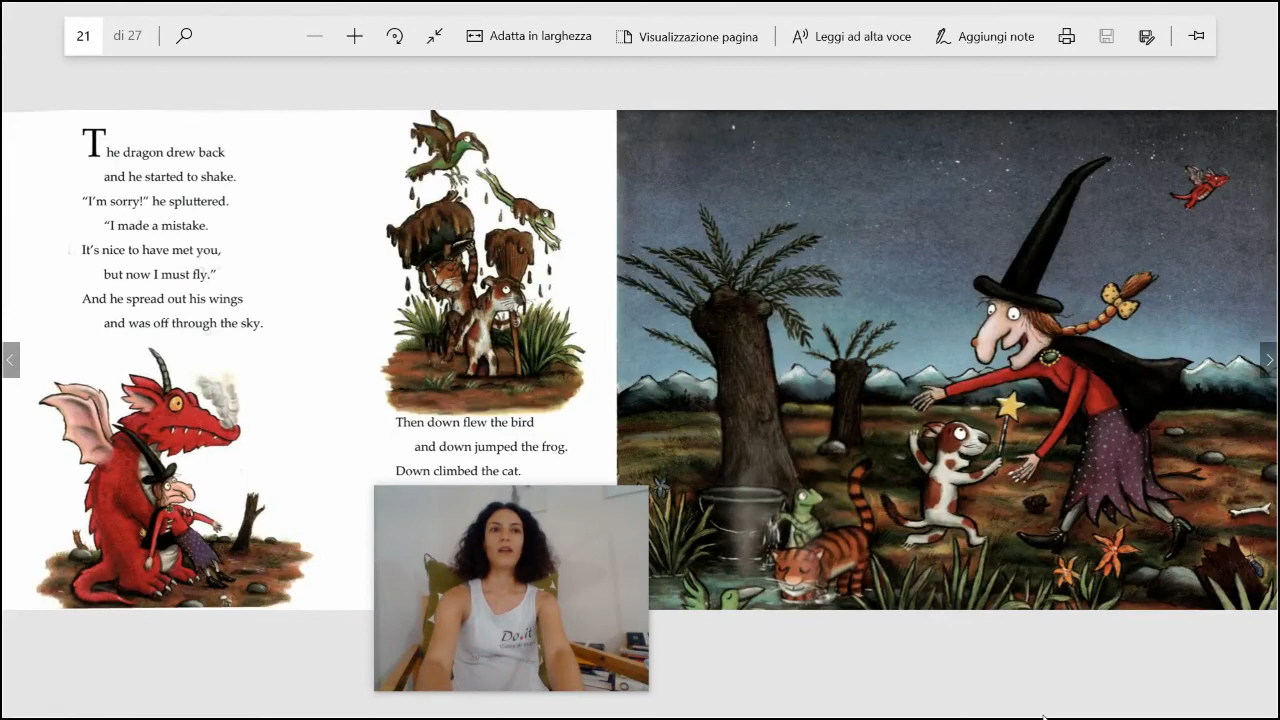 21 di 27 Adatta in larghezza Visualizzazione pagina Leggi ad alta voce Aggiungi note
The dragon drew back
and he started to shake.
“I’m sorry!” he spluttered.
“I made a mistake.
It’s nice to have met you,
but now I must fly.”
And he spread out his wings
and was off through the sky.
Then down flew the bird
and down jumped the frog.
Down climbed the cat.
Do.it